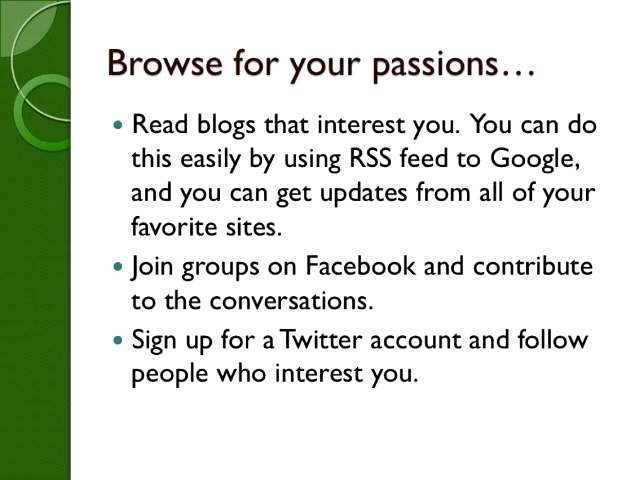 Browse for your passions…
• Read blogs that interest you.  You can do
this easily by using RSS feed to Google,
and you can get updates from all of your
favorite sites.
• Join groups on Facebook and contribute
to the conversations.
• Sign up for a Twitter account and follow
people who interest you.